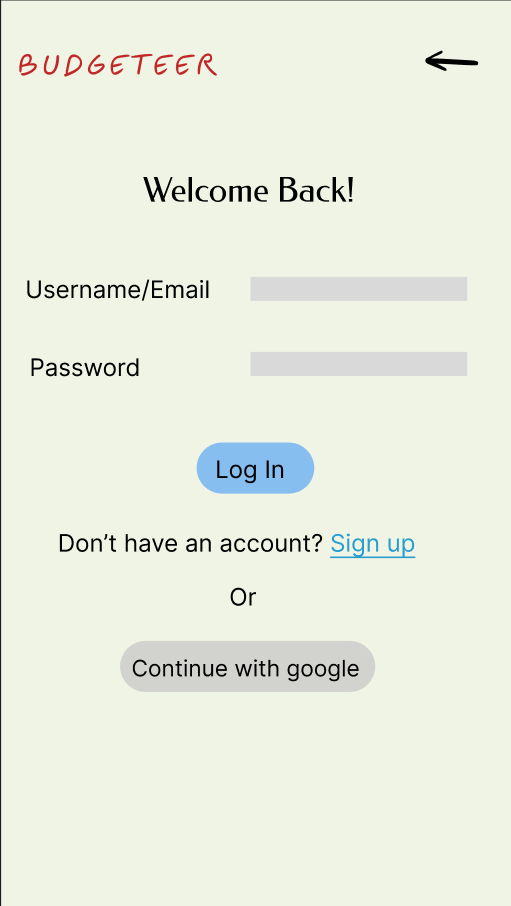 BUDGETEER
Welcome Back!
Username/Email
Password
Log In
Don’t have an account? Sign up
Or
Continue with google